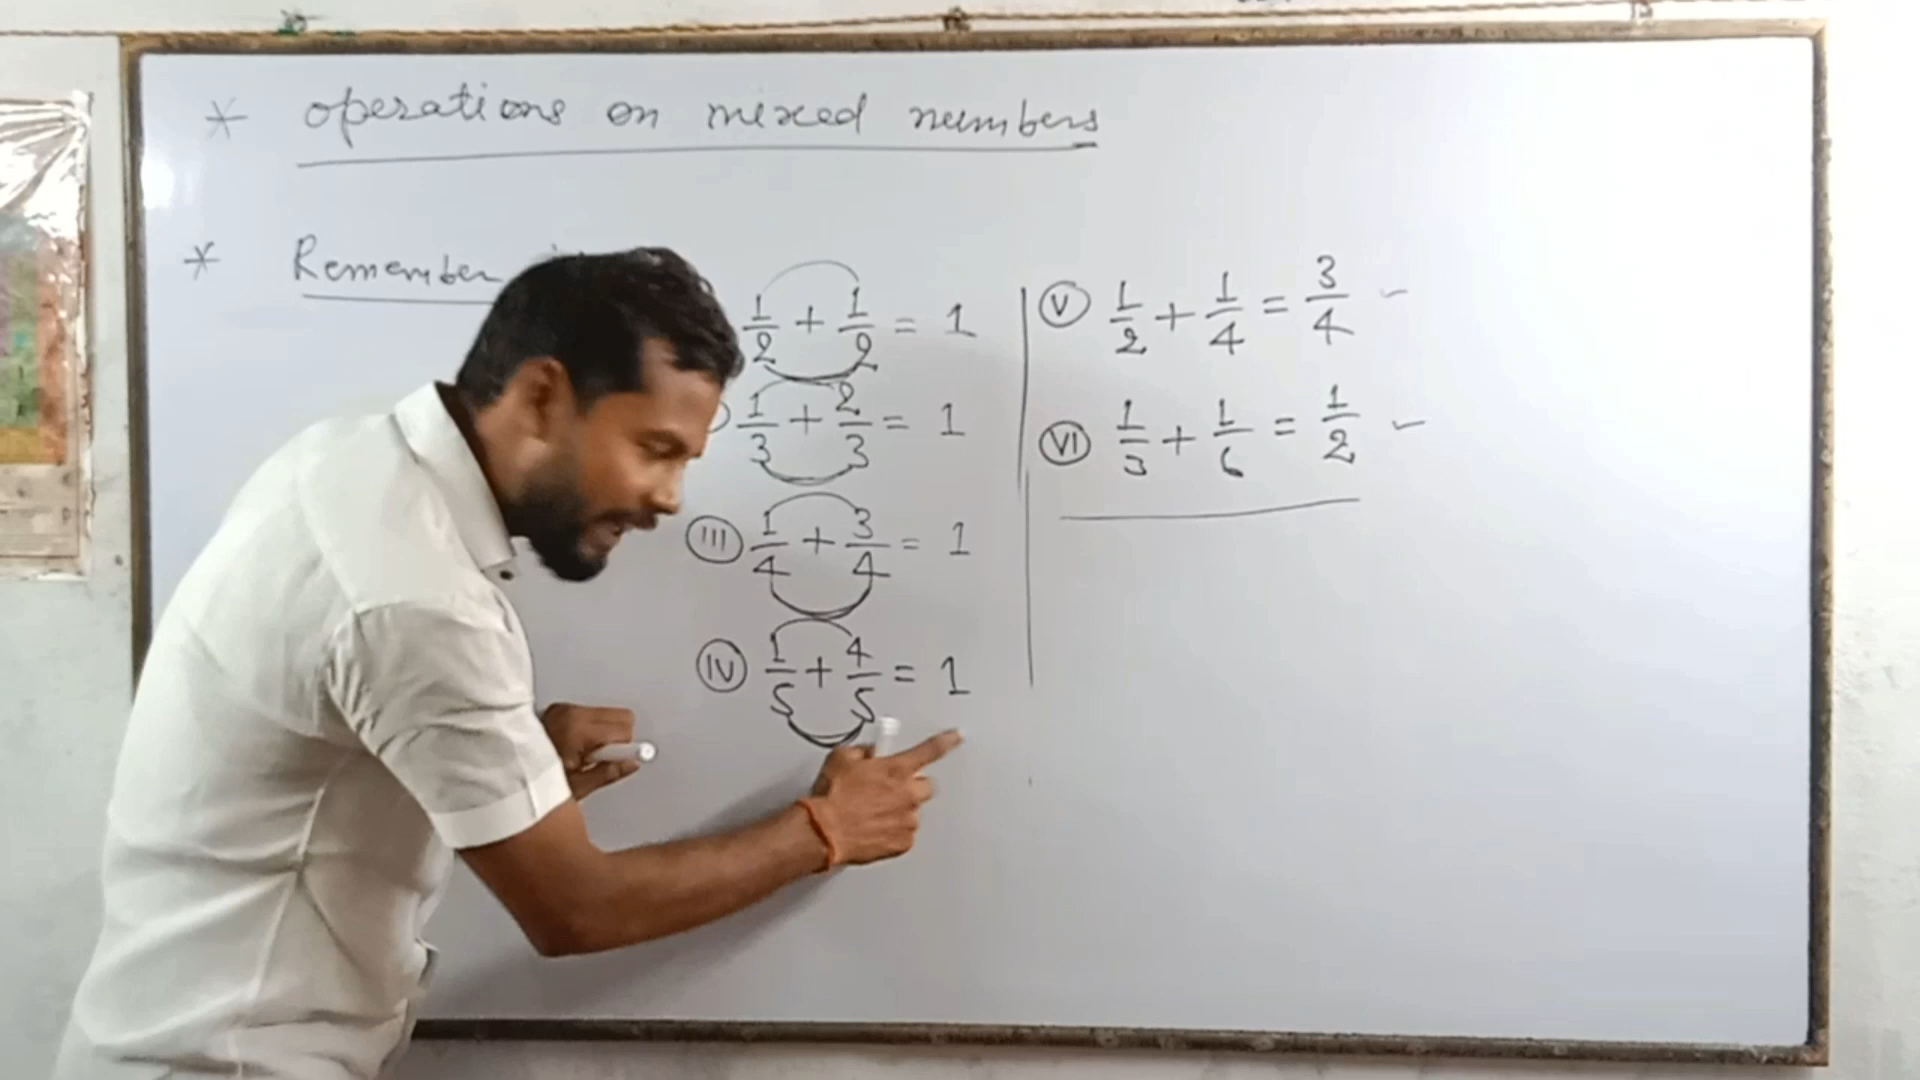 * operations on mixed numbers
* Remember
1/2 + 1/2 = 1
1/3 + 2/3 = 1
(III) 1/4 + 3/4 = 1
(IV) 1/5 + 4/5 = 1
(V) 1/2 + 1/4 = 3/4
(VI) 1/3 + 1/6 = 1/2